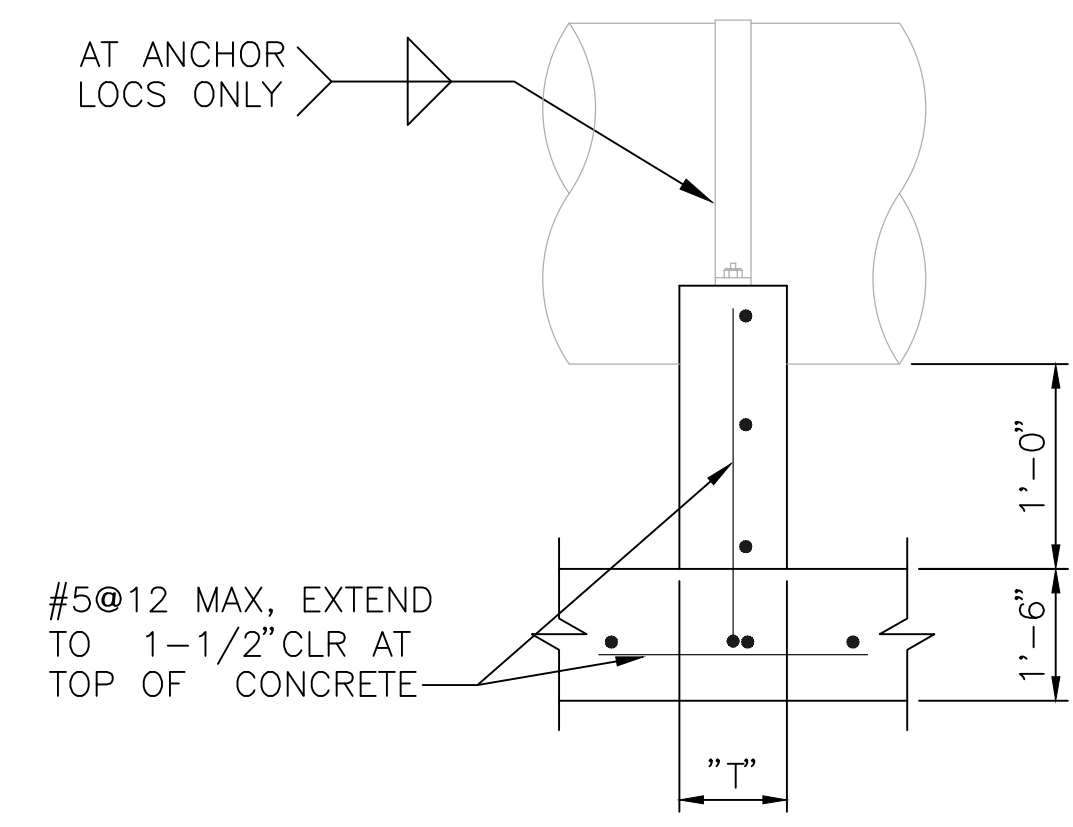 AT ANCHOR
LOCS ONLY
1'-0"
#5@12 MAX, EXTEND
TO 1-1/2"CLR AT
TOP OF CONCRETE
1'-6"
"T"